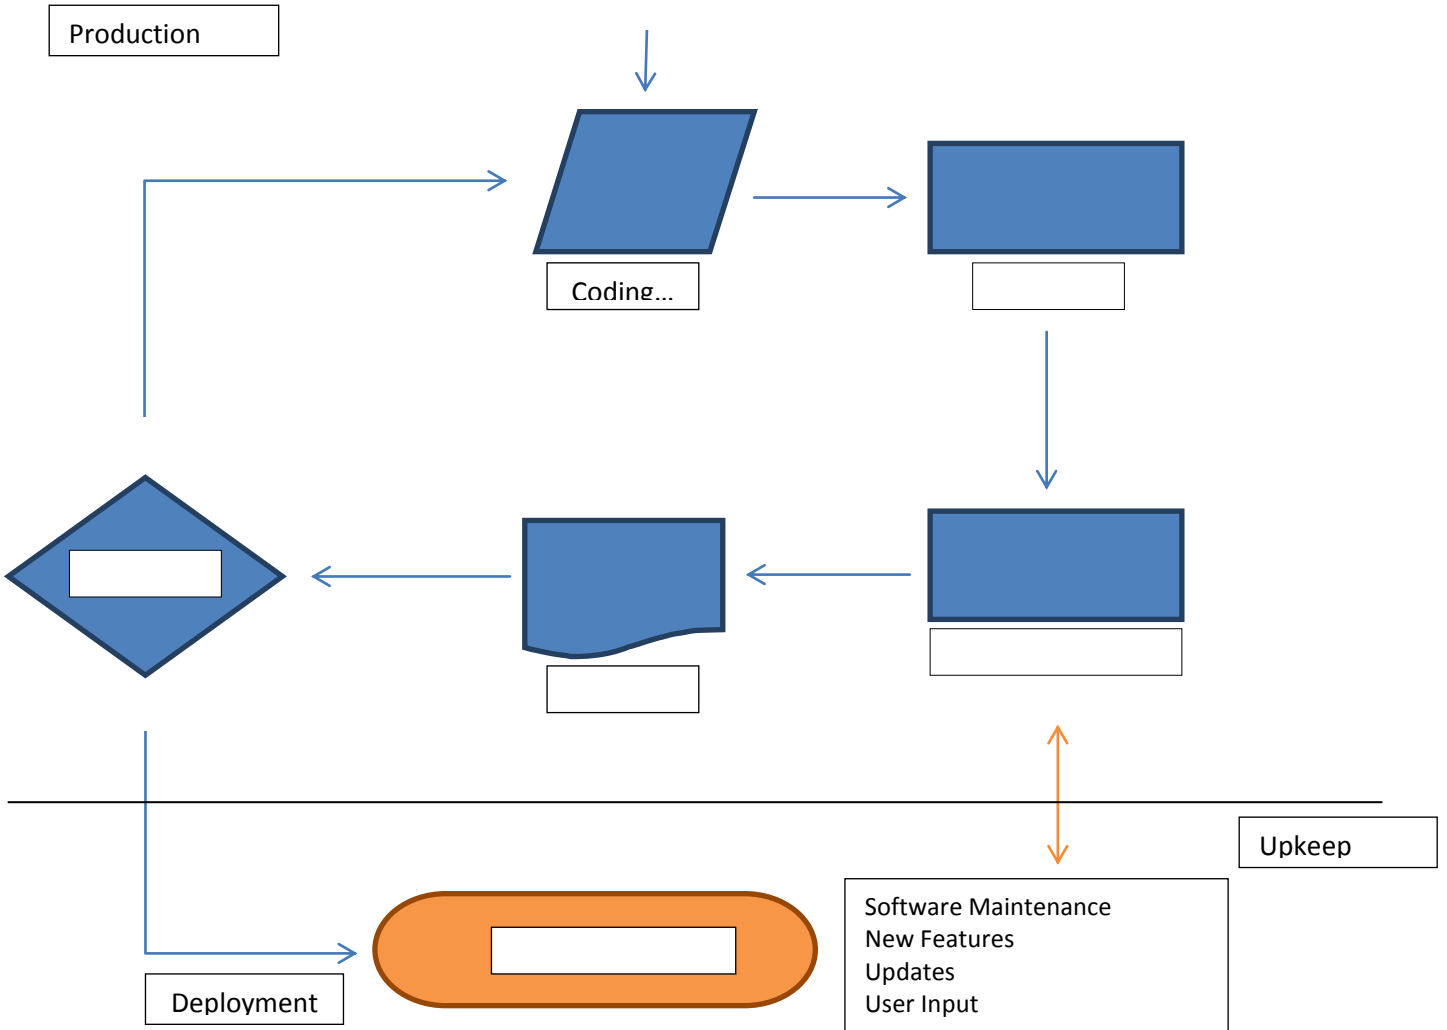 Production
Coding...
Upkeep
Software Maintenance
New Features
Updates
User Input
Deployment